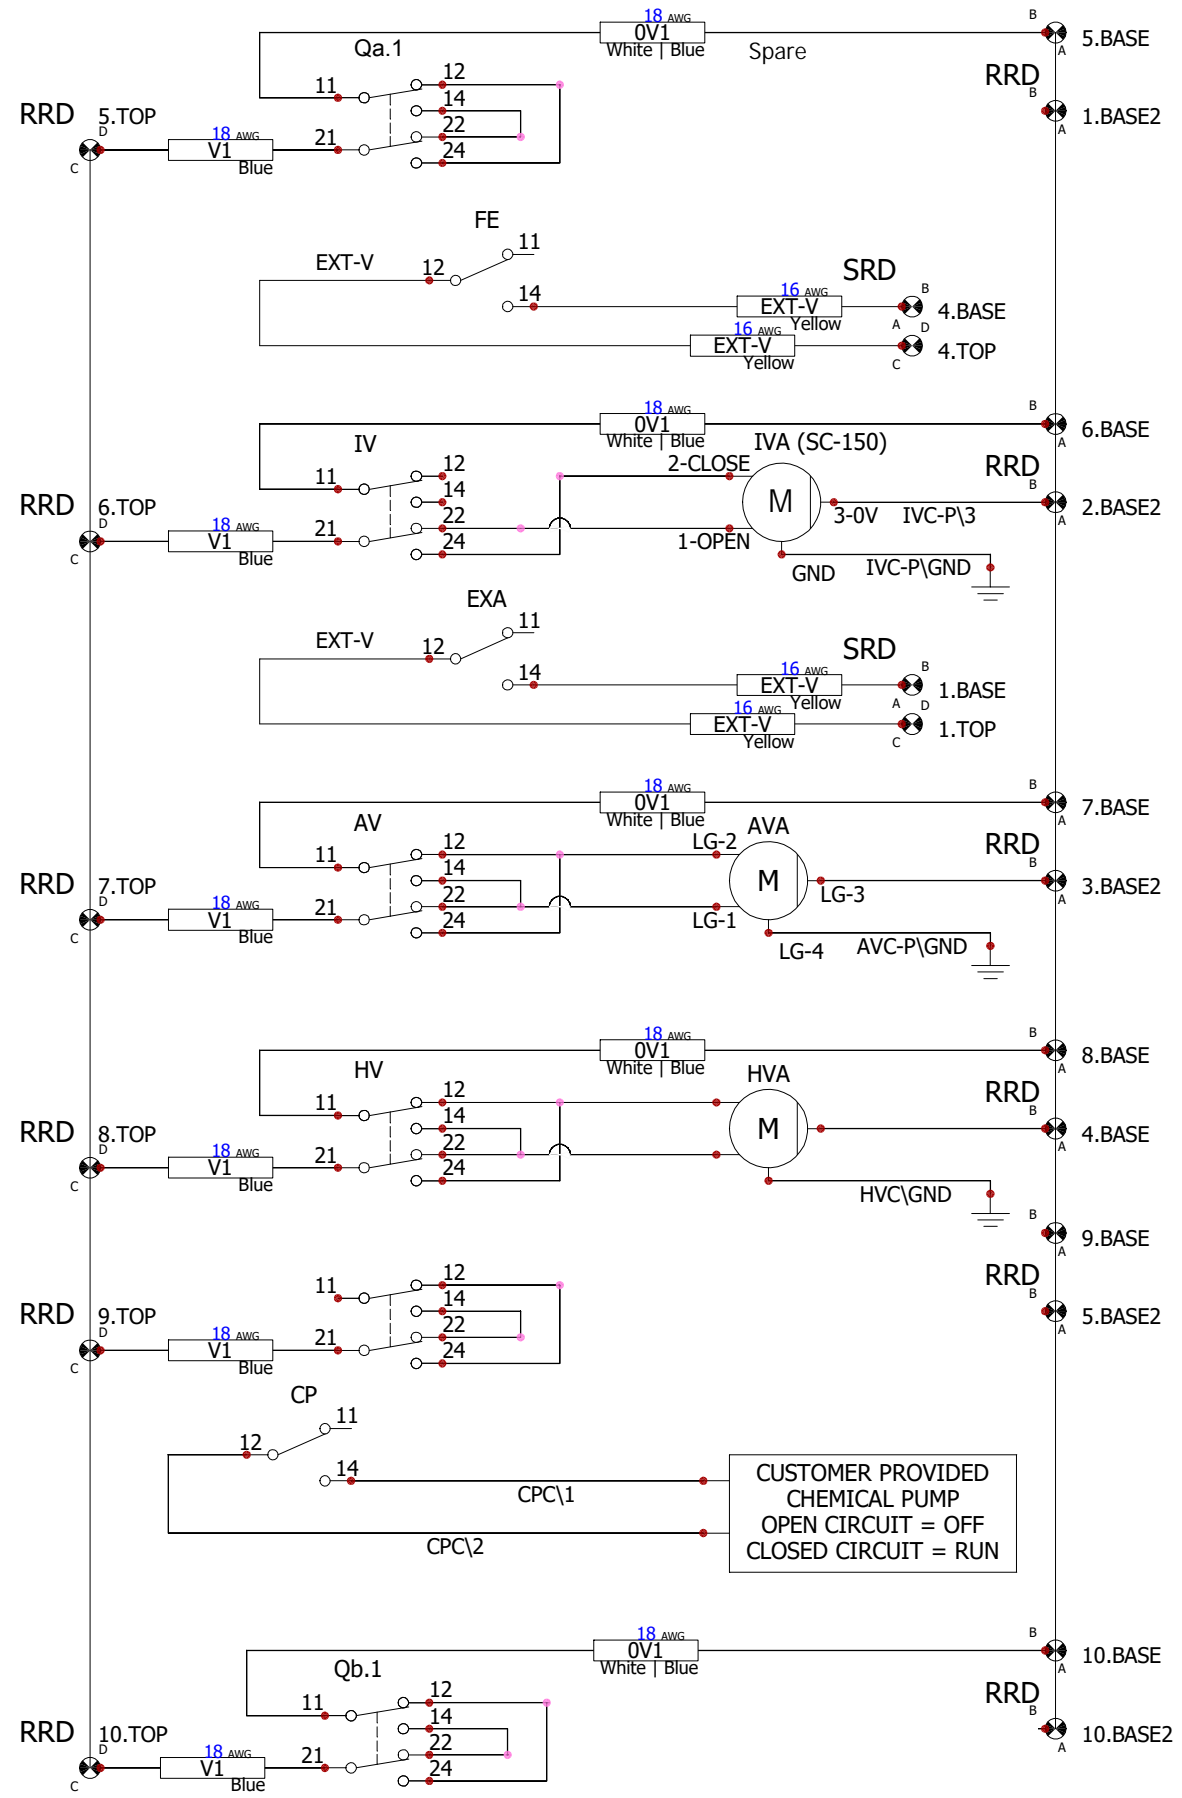 18 AWG
0V1
White | Blue
Spare
B
A
5.BASE
Qa.1
11
12
14
22
24
21
RRD
5.TOP
D
C
18 AWG
V1
Blue
RRD
B
A
1.BASE2
FE
11
EXT-V
12
14
SRD
16 AWG
EXT-V
Yellow
B
A
4.BASE
16 AWG
EXT-V
Yellow
D
C
4.TOP
18 AWG
0V1
White | Blue
B
A
6.BASE
IV
IVA (SC-150)
11
12
14
22
24
21
2-CLOSE
1-OPEN
M
3-0V
IVC-P\3
GND
IVC-P\GND
RRD
B
A
2.BASE2
RRD
6.TOP
D
C
18 AWG
V1
Blue
EXA
11
EXT-V
12
14
SRD
16 AWG
EXT-V
Yellow
B
A
1.BASE
16 AWG
EXT-V
Yellow
D
C
1.TOP
18 AWG
0V1
White | Blue
B
A
7.BASE
AV
AVA
11
12
14
22
24
21
LG-2
LG-1
M
LG-3
LG-4
AVC-P\GND
RRD
B
A
3.BASE2
RRD
7.TOP
D
C
18 AWG
V1
Blue
18 AWG
0V1
White | Blue
B
A
8.BASE
HV
HVA
11
12
14
22
24
21
M
HVC\GND
RRD
B
A
4.BASE
RRD
8.TOP
D
C
18 AWG
V1
Blue
B
A
9.BASE
11
12
14
22
24
21
RRD
B
A
5.BASE2
RRD
9.TOP
D
C
18 AWG
V1
Blue
CP
11
12
14
CPC\1
CPC\2
CUSTOMER PROVIDED
CHEMICAL PUMP
OPEN CIRCUIT = OFF
CLOSED CIRCUIT = RUN
18 AWG
0V1
White | Blue
B
A
10.BASE
Qb.1
11
12
14
22
24
21
RRD
B
A
10.BASE2
RRD
10.TOP
D
C
18 AWG
V1
Blue